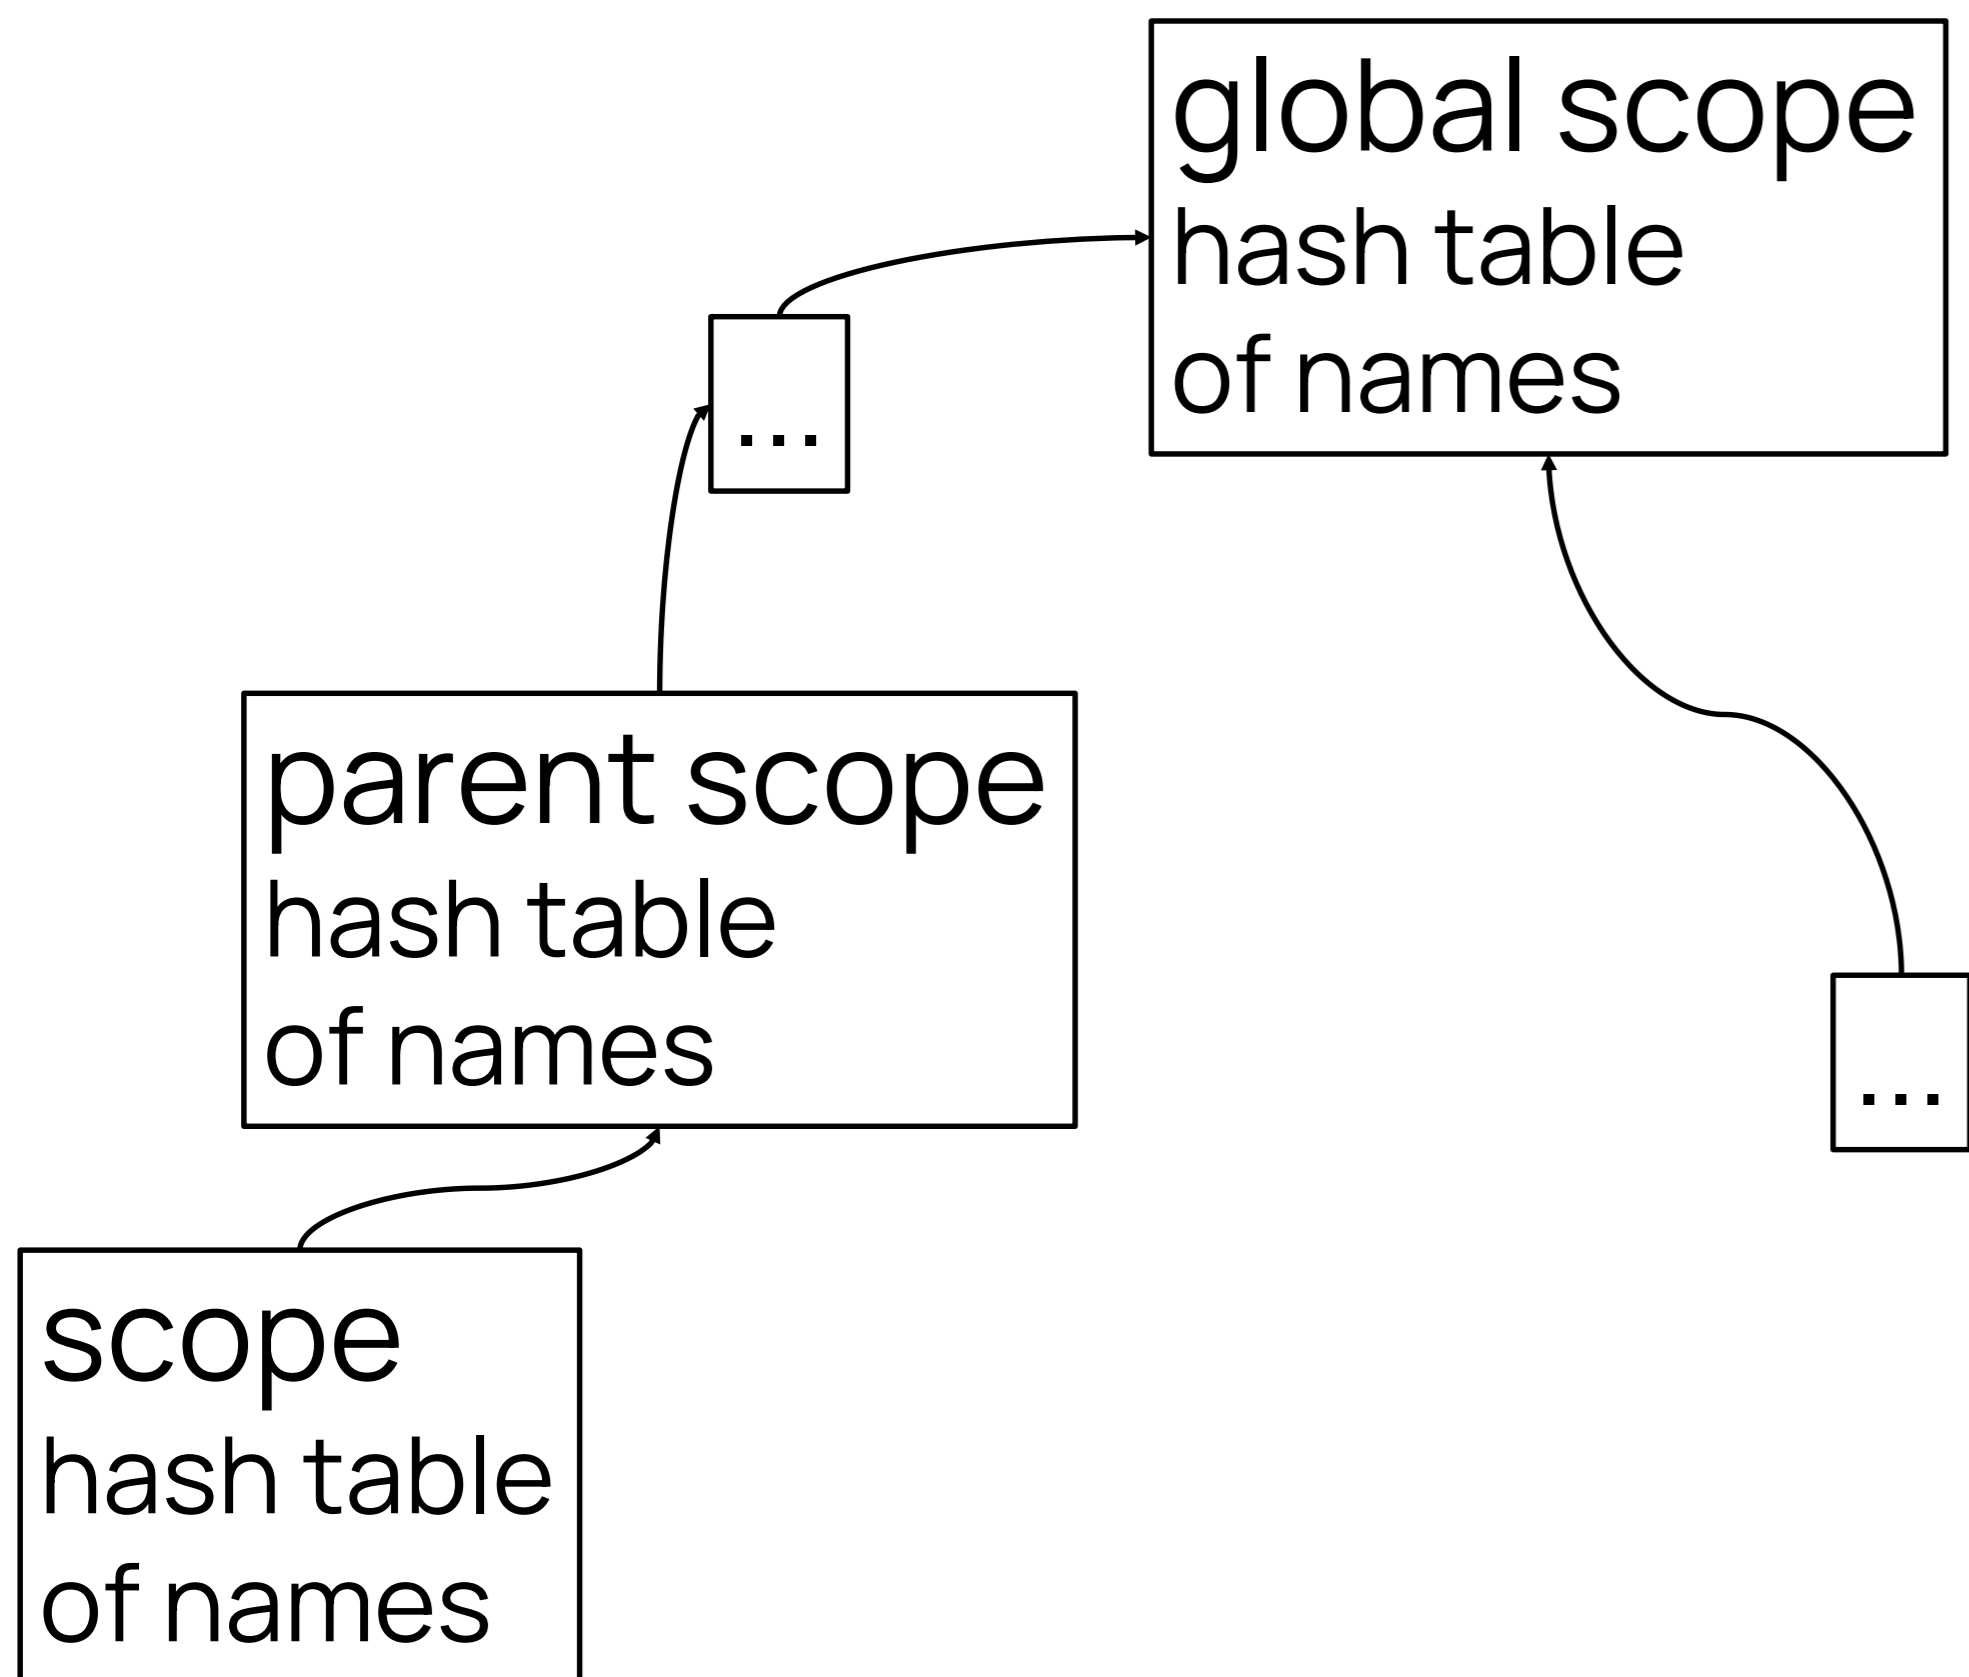 global scope
hash table
of names
...
parent scope
hash table
of names
...
scope
hash table
of names